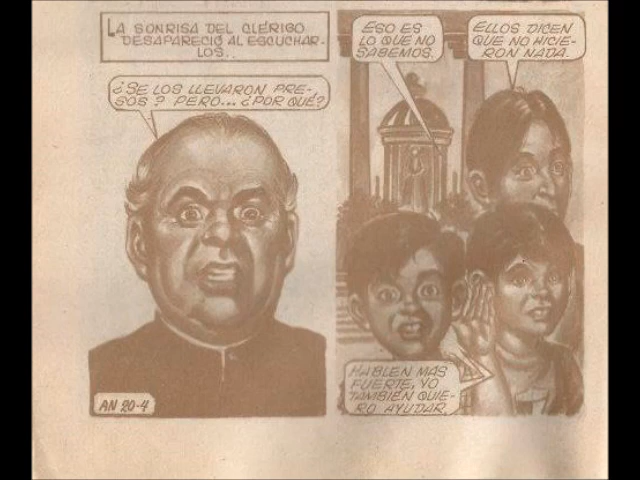 LA SONRISA DEL CLÉRIGO
DESAPARECIÓ AL ESCUCHAR-
LOS...
¿SE LOS LLEVARON PRE-
SOS? PERO... ¿POR QUÉ?
AN 20-4
ESO ES
LO QUE NO
SABEMOS.
ELLOS DICEN
QUE NO HICIE-
RON NADA.
HABLEN MAS
FUERTE, YO
TAMBIÉN QUIE-
RO AYUDAR.